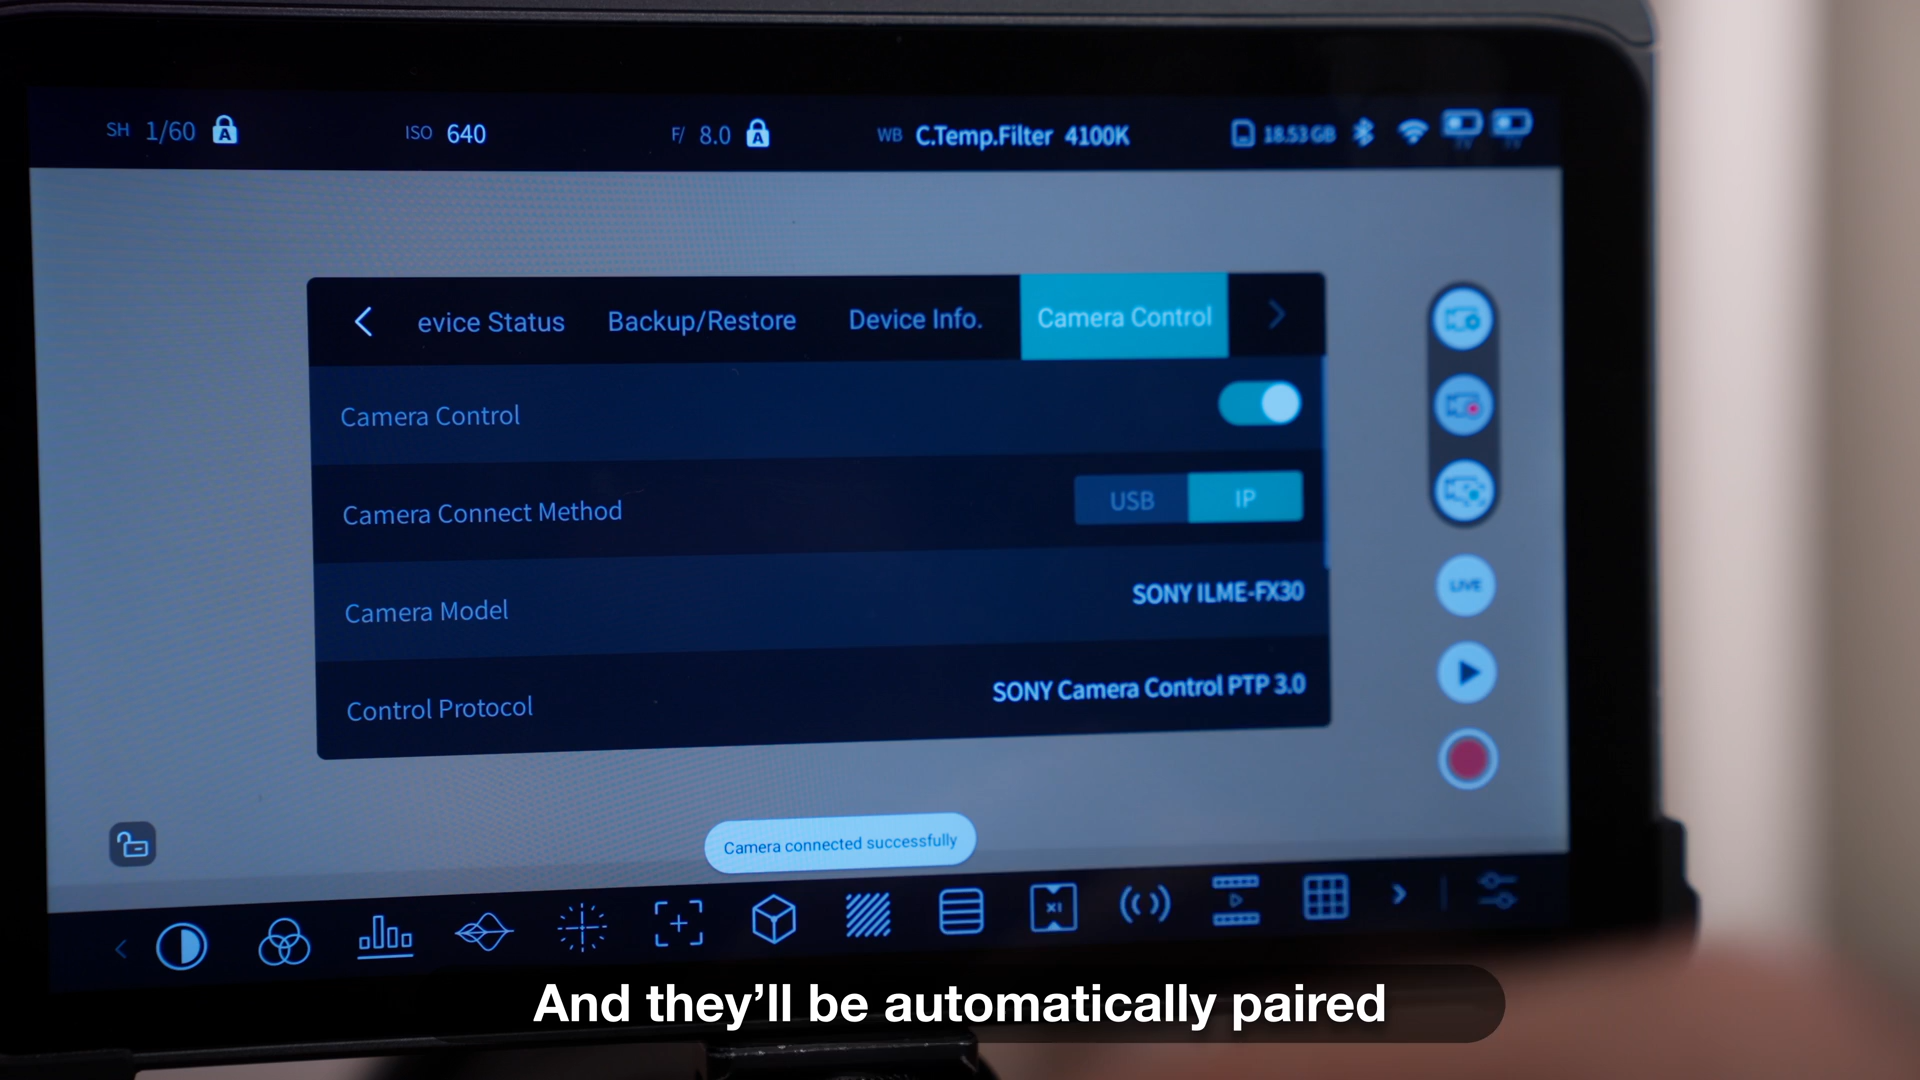 SH 1/60 A ISO 640 F/ 8.0 A WB C.Temp.Filter 4100K 18.53GB
evice Status Backup/Restore Device Info. Camera Control
Camera Control
Camera Connect Method USB IP
Camera Model SONY ILME-FX30
Control Protocol SONY Camera Control PTP 3.0
LIVE
Camera connected successfully
X1
And they’ll be automatically paired